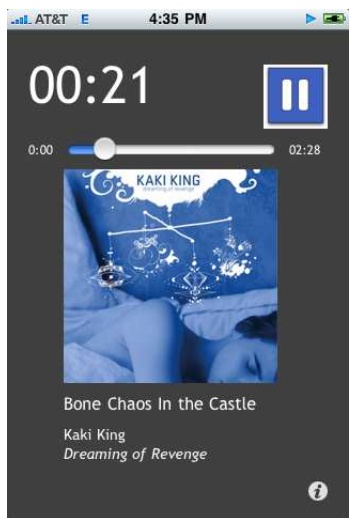 AT&T E 4:35 PM
00:21
0:00 02:28
KAKI KING
dreaming of revenge
Bone Chaos In the Castle
Kaki King
Dreaming of Revenge
i